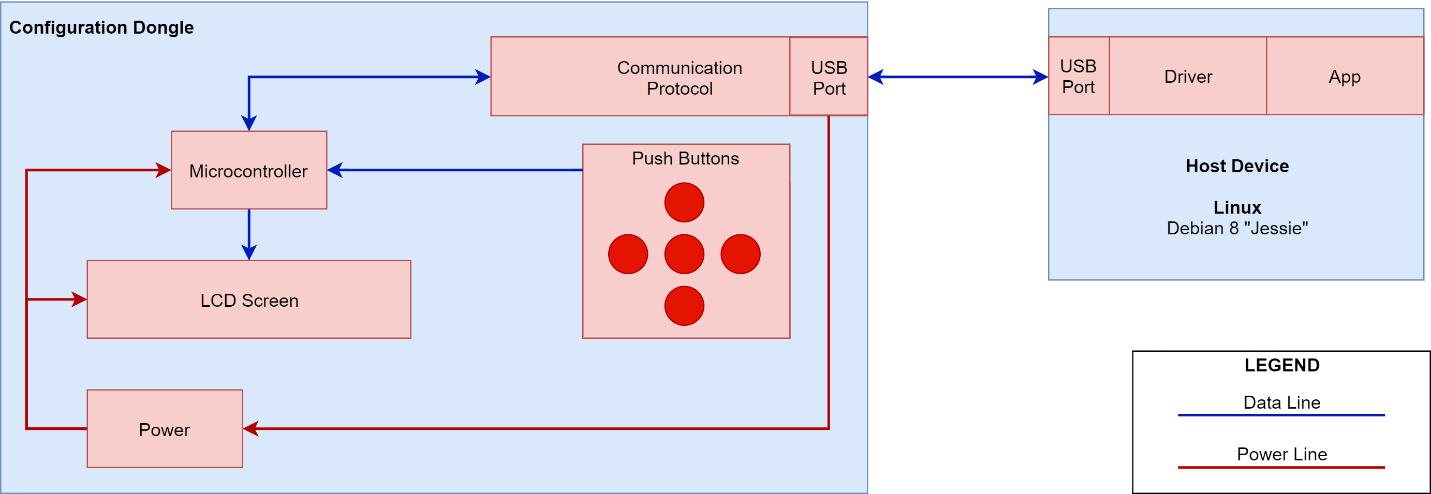 Configuration Dongle
Communication
Protocol
USB
Port
USB
Port
Driver
App
Microcontroller
Push Buttons
Host Device
Linux
Debian 8 "Jessie"
LCD Screen
Power
LEGEND
Data Line
Power Line